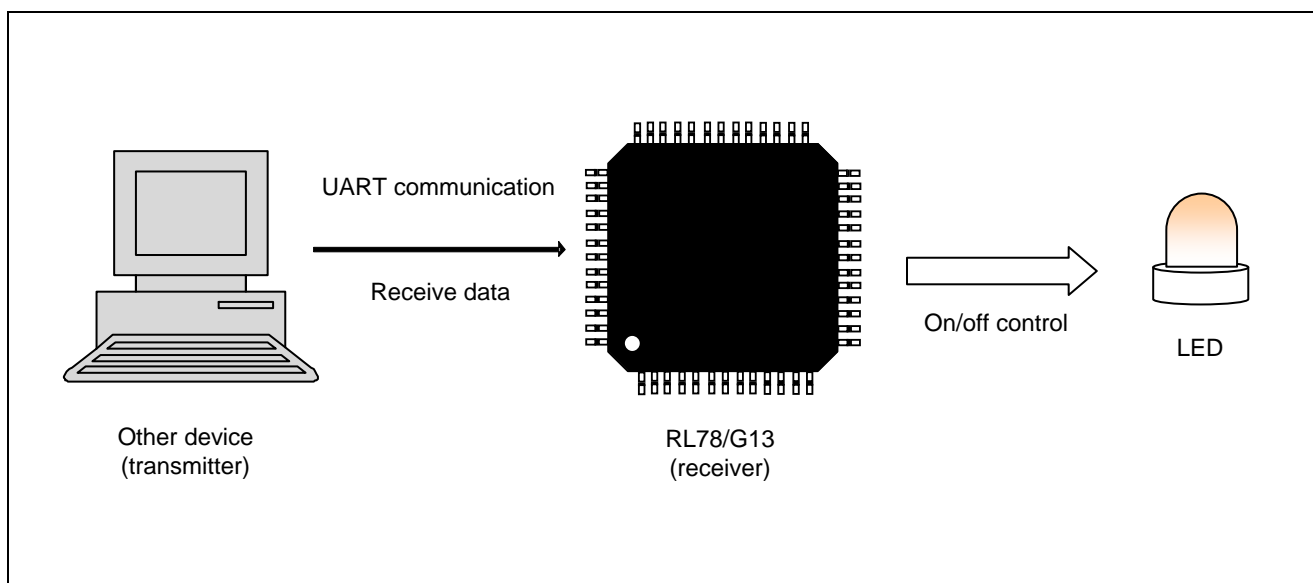 UART communication
Receive data
On/off control
LED
Other device
(transmitter)
RL78/G13
(receiver)